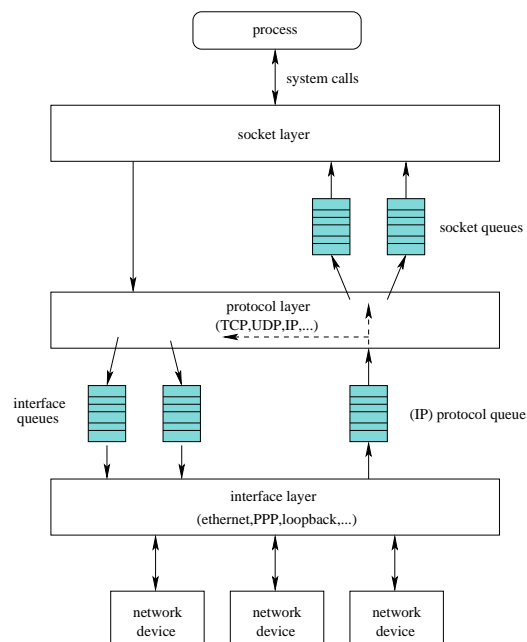 process
system calls
socket layer
socket queues
protocol layer
(TCP,UDP,IP,...)
interface
queues
(IP) protocol queue
interface layer
(ethernet,PPP,loopback,...)
network
device
network
device
network
device